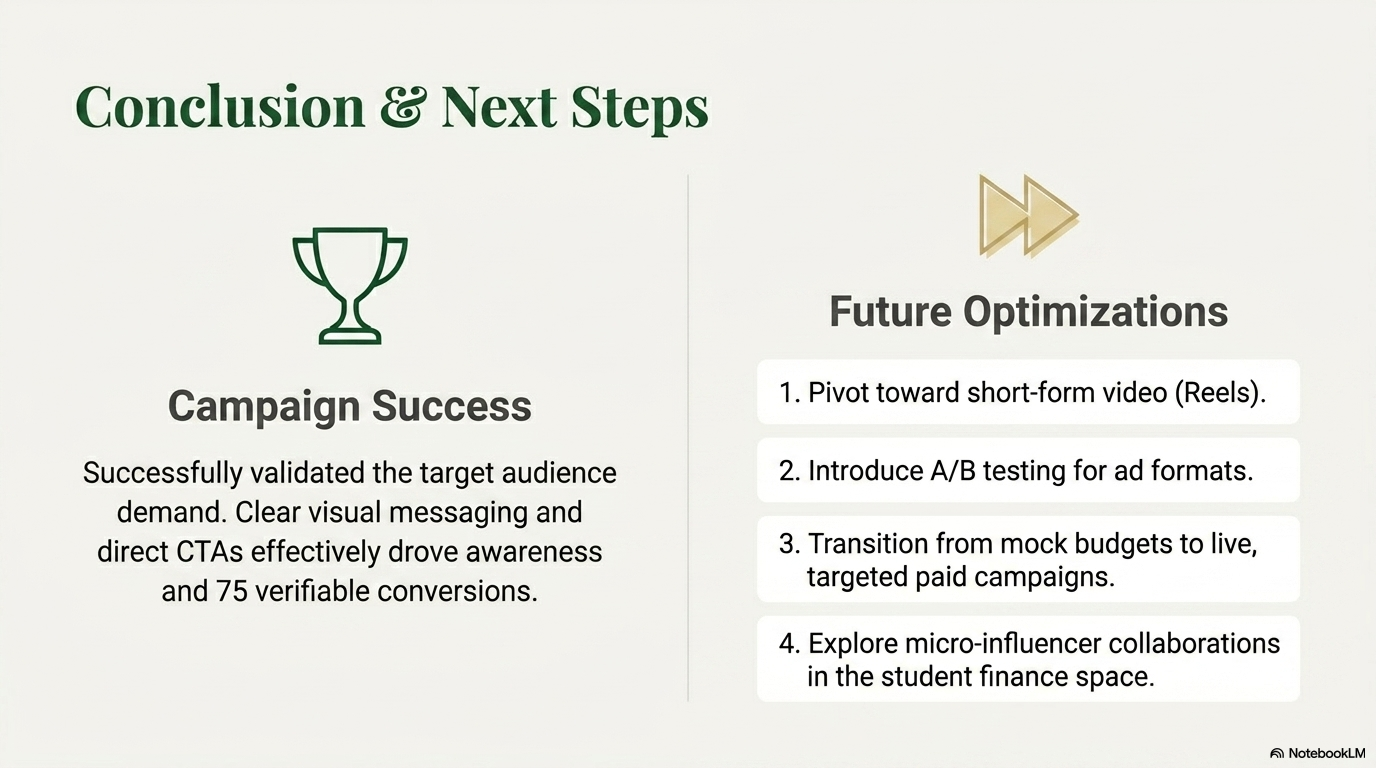 Conclusion & Next Steps
Campaign Success
Successfully validated the target audience
demand. Clear visual messaging and
direct CTAs effectively drove awareness
and 75 verifiable conversions.
Future Optimizations
1. Pivot toward short-form video (Reels).
2. Introduce A/B testing for ad formats.
3. Transition from mock budgets to live,
targeted paid campaigns.
4. Explore micro-influencer collaborations
in the student finance space.
NotebookLM